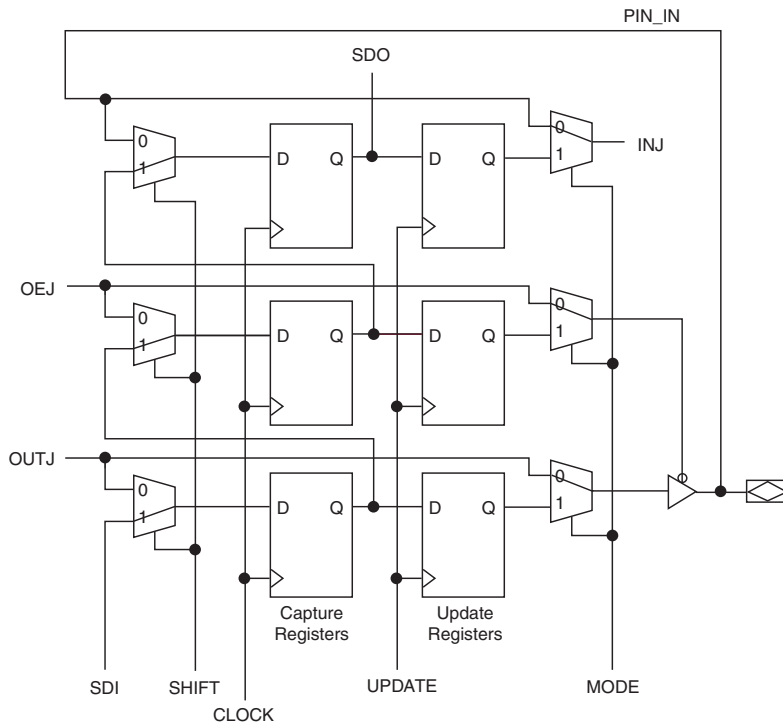 PIN_IN
SDO
0
1
D Q
D Q
0
1
INJ
OEJ
0
1
D Q
D Q
0
1
OUTJ
0
1
D Q
D Q
0
1
Capture
Registers
Update
Registers
SDI
SHIFT
CLOCK
UPDATE
MODE